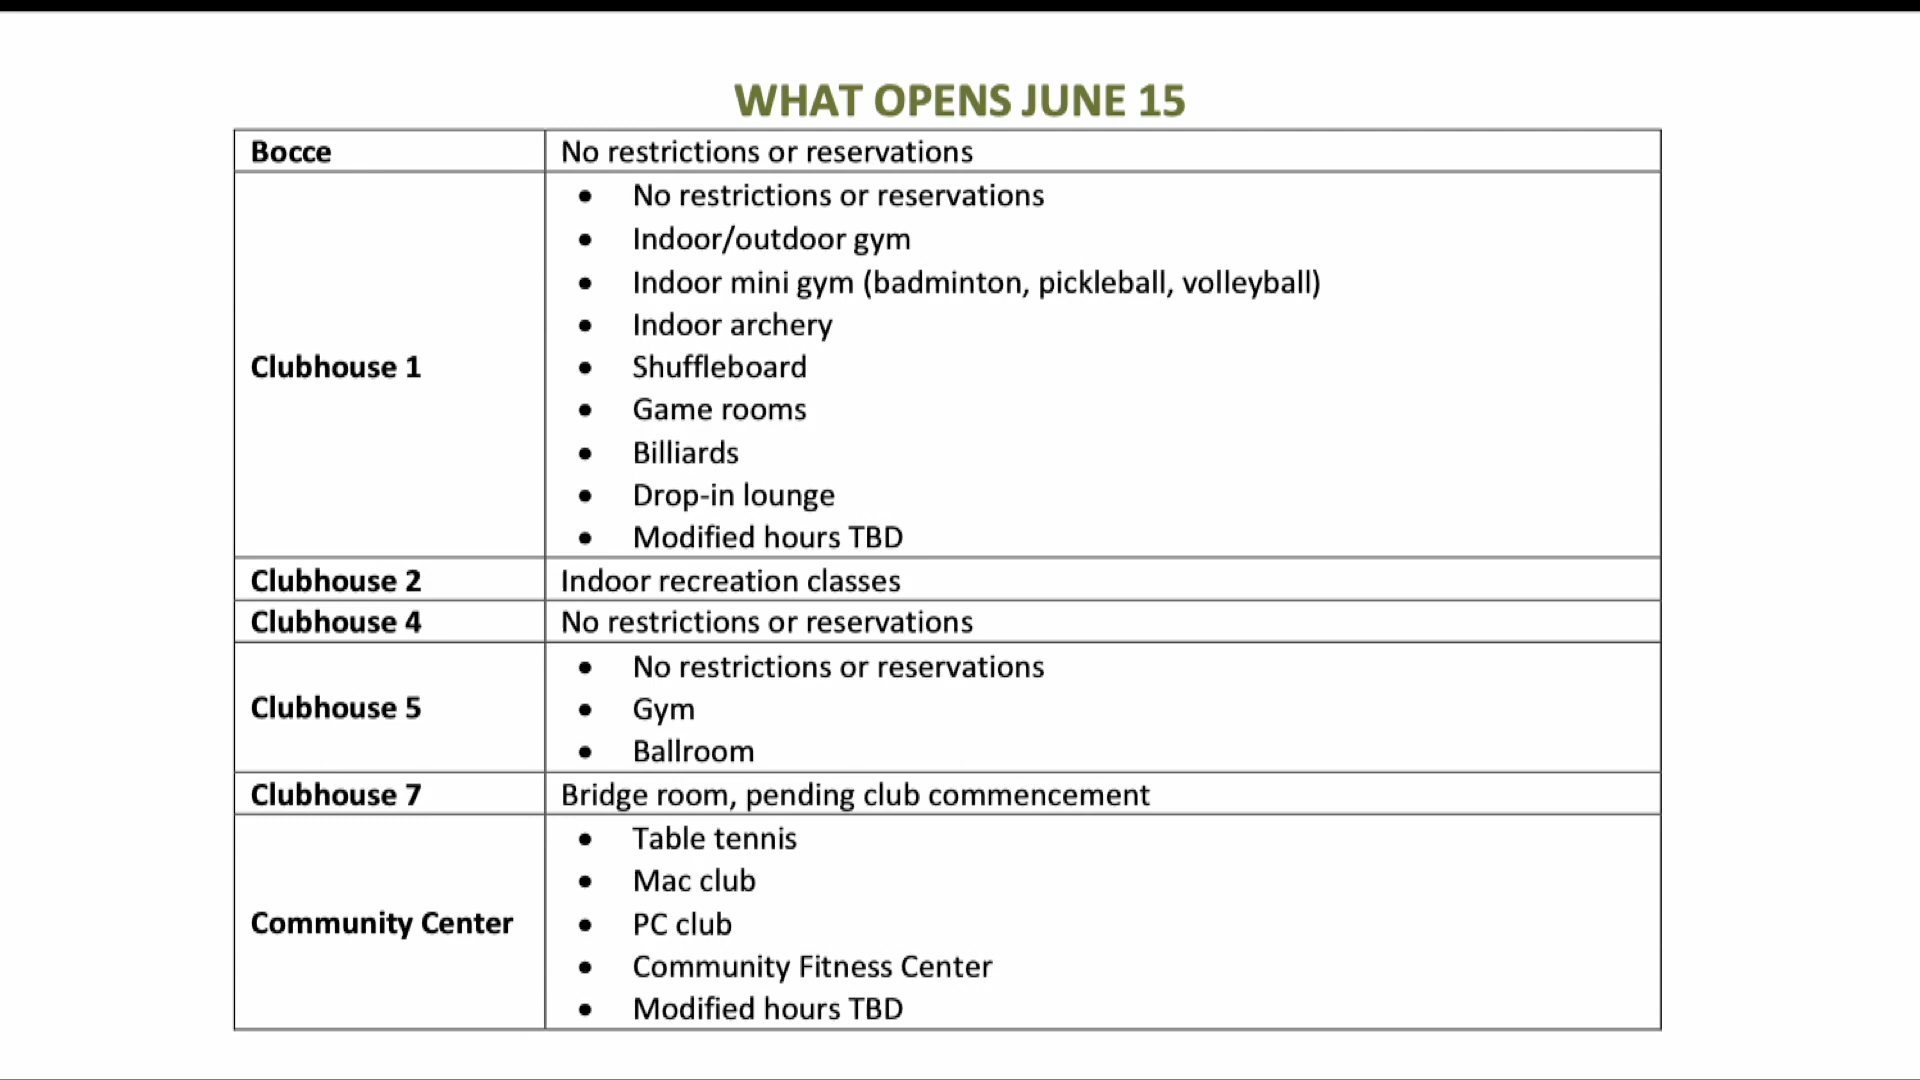 WHAT OPENS JUNE 15
Bocce
No restrictions or reservations
Clubhouse 1
• No restrictions or reservations
• Indoor/outdoor gym
• Indoor mini gym (badminton, pickleball, volleyball)
• Indoor archery
• Shuffleboard
• Game rooms
• Billiards
• Drop-in lounge
• Modified hours TBD
Clubhouse 2
Indoor recreation classes
Clubhouse 4
No restrictions or reservations
Clubhouse 5
• No restrictions or reservations
• Gym
• Ballroom
Clubhouse 7
Bridge room, pending club commencement
Community Center
• Table tennis
• Mac club
• PC club
• Community Fitness Center
• Modified hours TBD